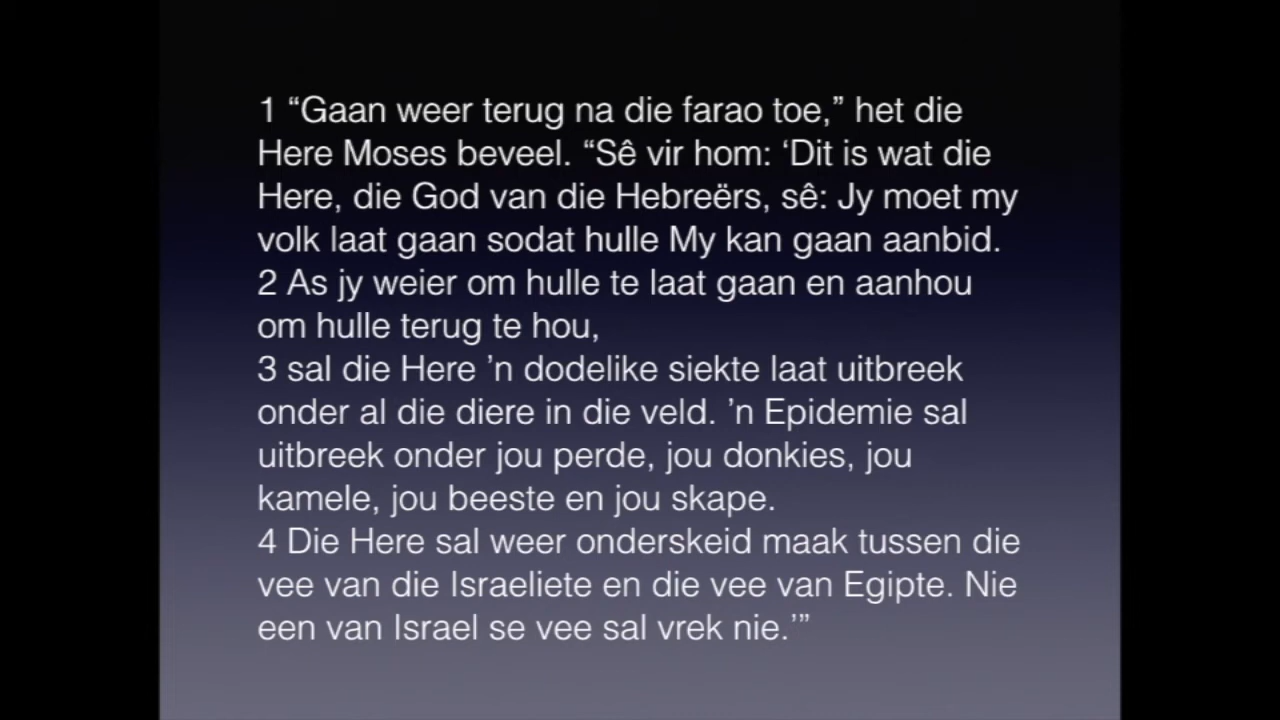 1 “Gaan weer terug na die farao toe,” het die
Here Moses beveel. “Sê vir hom: ‘Dit is wat die
Here, die God van die Hebreërs, sê: Jy moet my
volk laat gaan sodat hulle My kan gaan aanbid.
2 As jy weier om hulle te laat gaan en aanhou
om hulle terug te hou,
3 sal die Here ’n dodelike siekte laat uitbreek
onder al die diere in die veld. ’n Epidemie sal
uitbreek onder jou perde, jou donkies, jou
kamele, jou beeste en jou skape.
4 Die Here sal weer onderskeid maak tussen die
vee van die Israeliete en die vee van Egipte. Nie
een van Israel se vee sal vrek nie.’”